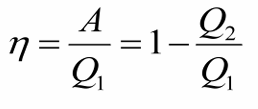 η = A/Q₁ = 1 − Q₂/Q₁